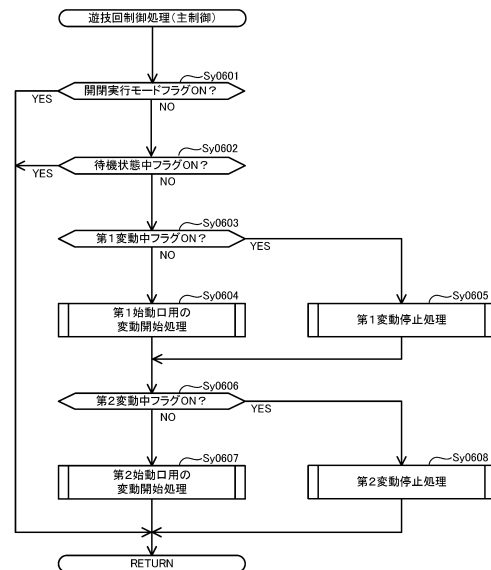 遊技回制御処理(主制御)
Sy0601
開閉実行モードフラグON?
YES
NO
Sy0602
待機状態中フラグON?
YES
NO
Sy0603
第1変動中フラグON?
YES
NO
Sy0604
第1始動口用の
変動開始処理
Sy0605
第1変動停止処理
Sy0606
第2変動中フラグON?
YES
NO
Sy0607
第2始動口用の
変動開始処理
Sy0608
第2変動停止処理
RETURN